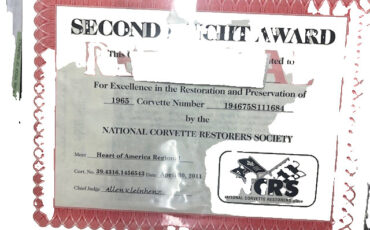 SECOND FLIGHT AWARD
For Excellence in the Restoration and Preservation of
1965 Corvette Number 194675S111684
by the
NATIONAL CORVETTE RESTORERS SOCIETY
Meet Heart of America Regional
Cert. No. 39.4316.1456543 Date April 30, 2011
Chief Judge Allen Kleinhenz
NCRS
NATIONAL CORVETTE RESTORERS